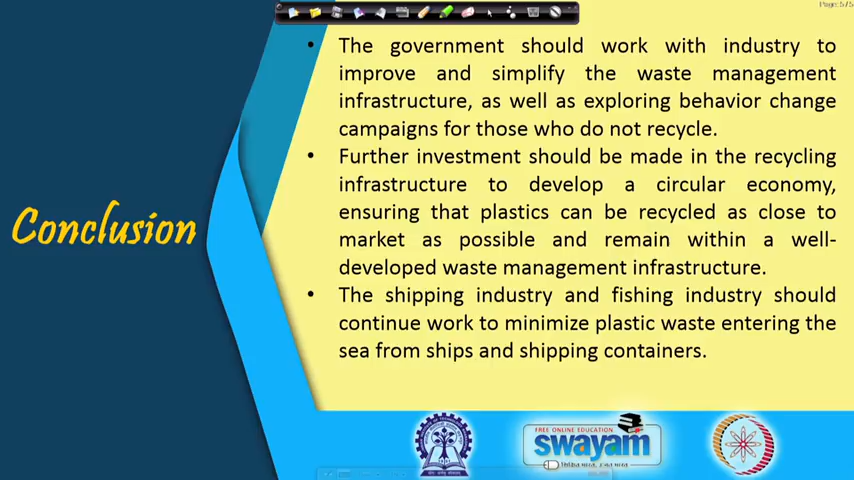 Page: 5/5
• The government should work with industry to
improve and simplify the waste management
infrastructure, as well as exploring behavior change
campaigns for those who do not recycle.
• Further investment should be made in the recycling
infrastructure to develop a circular economy,
ensuring that plastics can be recycled as close to
market as possible and remain within a well-
developed waste management infrastructure.
• The shipping industry and fishing industry should
continue work to minimize plastic waste entering the
sea from ships and shipping containers.
Conclusion
FREE ONLINE EDUCATION
swayam